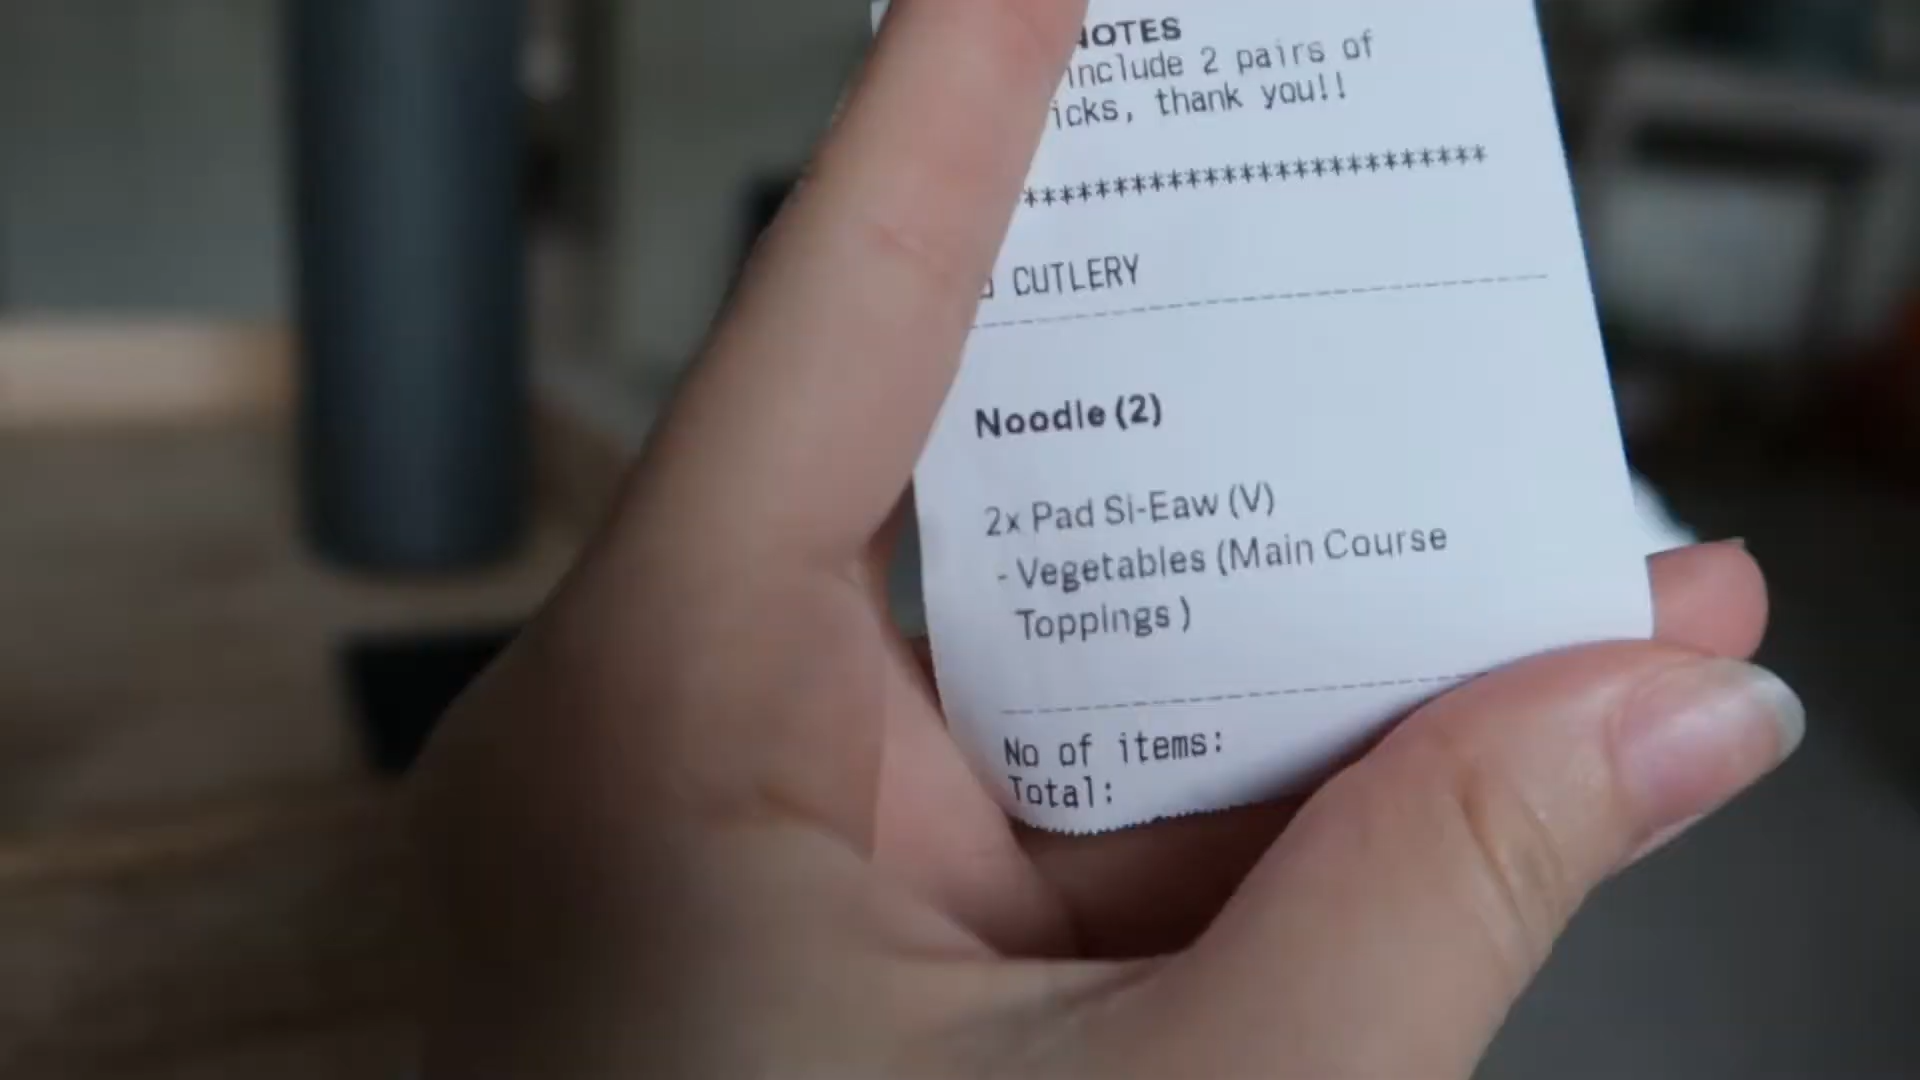 NOTES
include 2 pairs of
icks, thank you!!
**************************
CUTLERY
Noodle (2)
2x Pad Si-Eaw (V)
- Vegetables (Main Course
Toppings )
No of items:
Total: